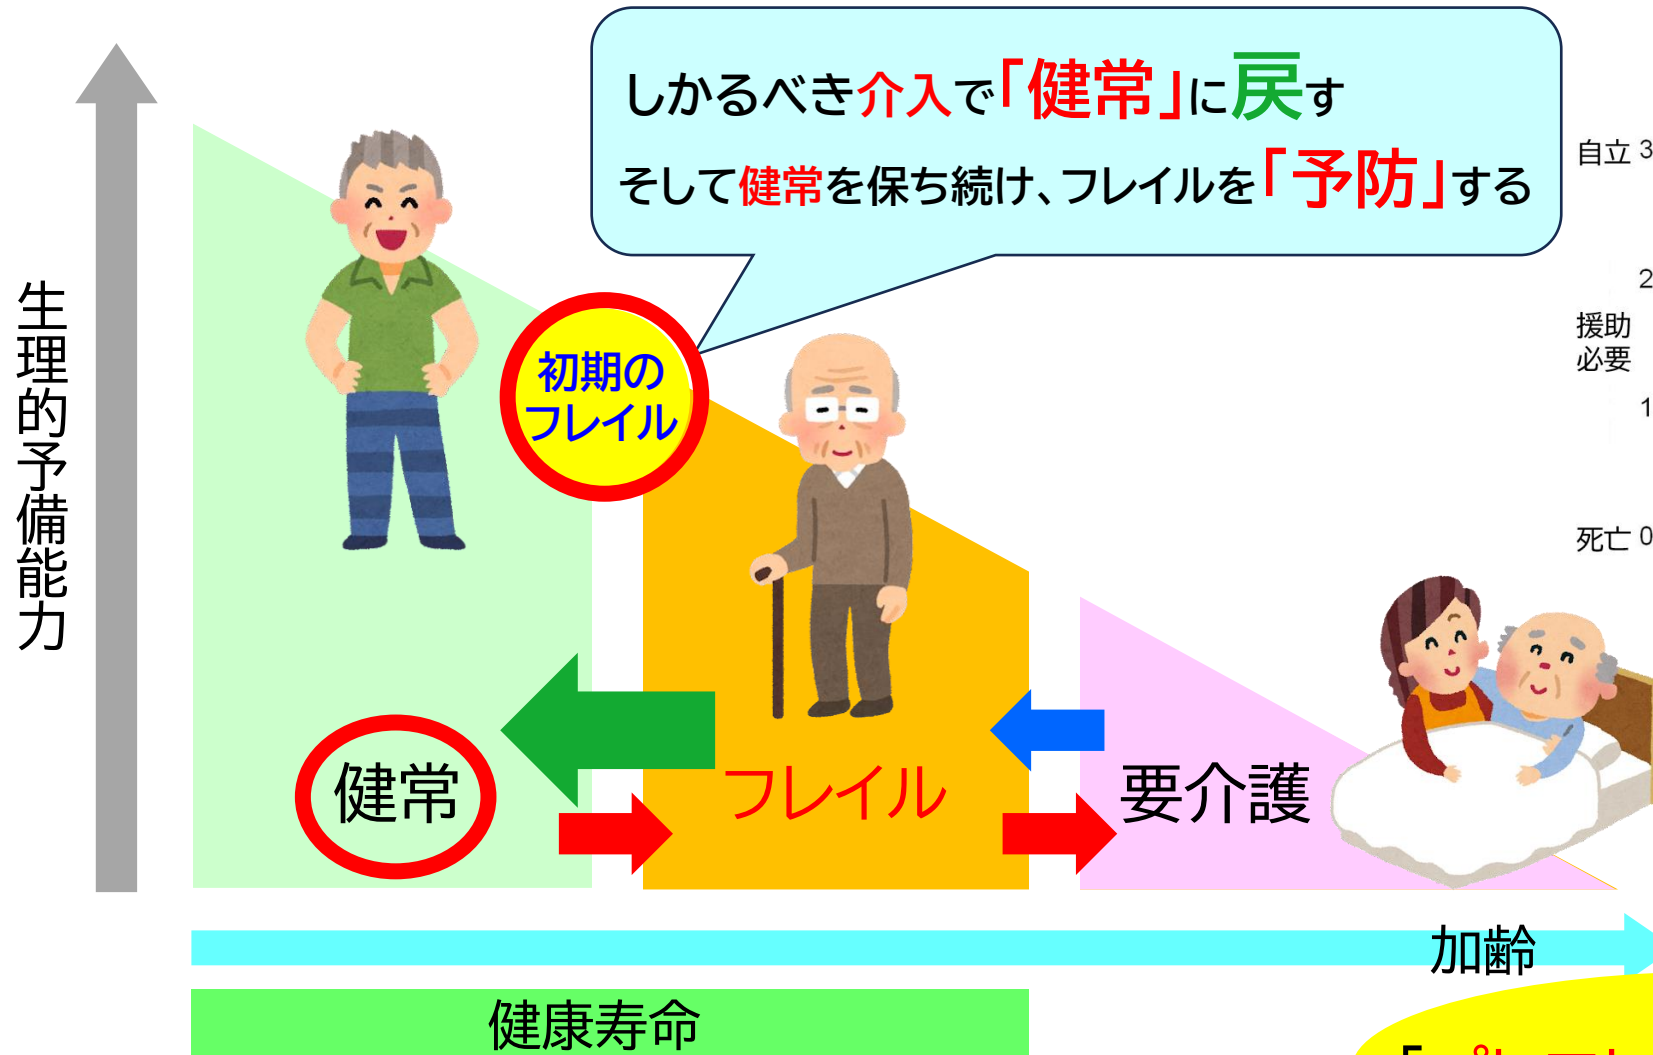 しかるべき介入で「健常」に戻す
そして健常を保ち続け、フレイルを「予防」する
自立 3
2
援助
必要
1
死亡 0
生理的予備能力
初期の
フレイル
健常
フレイル
要介護
加齢
健康寿命